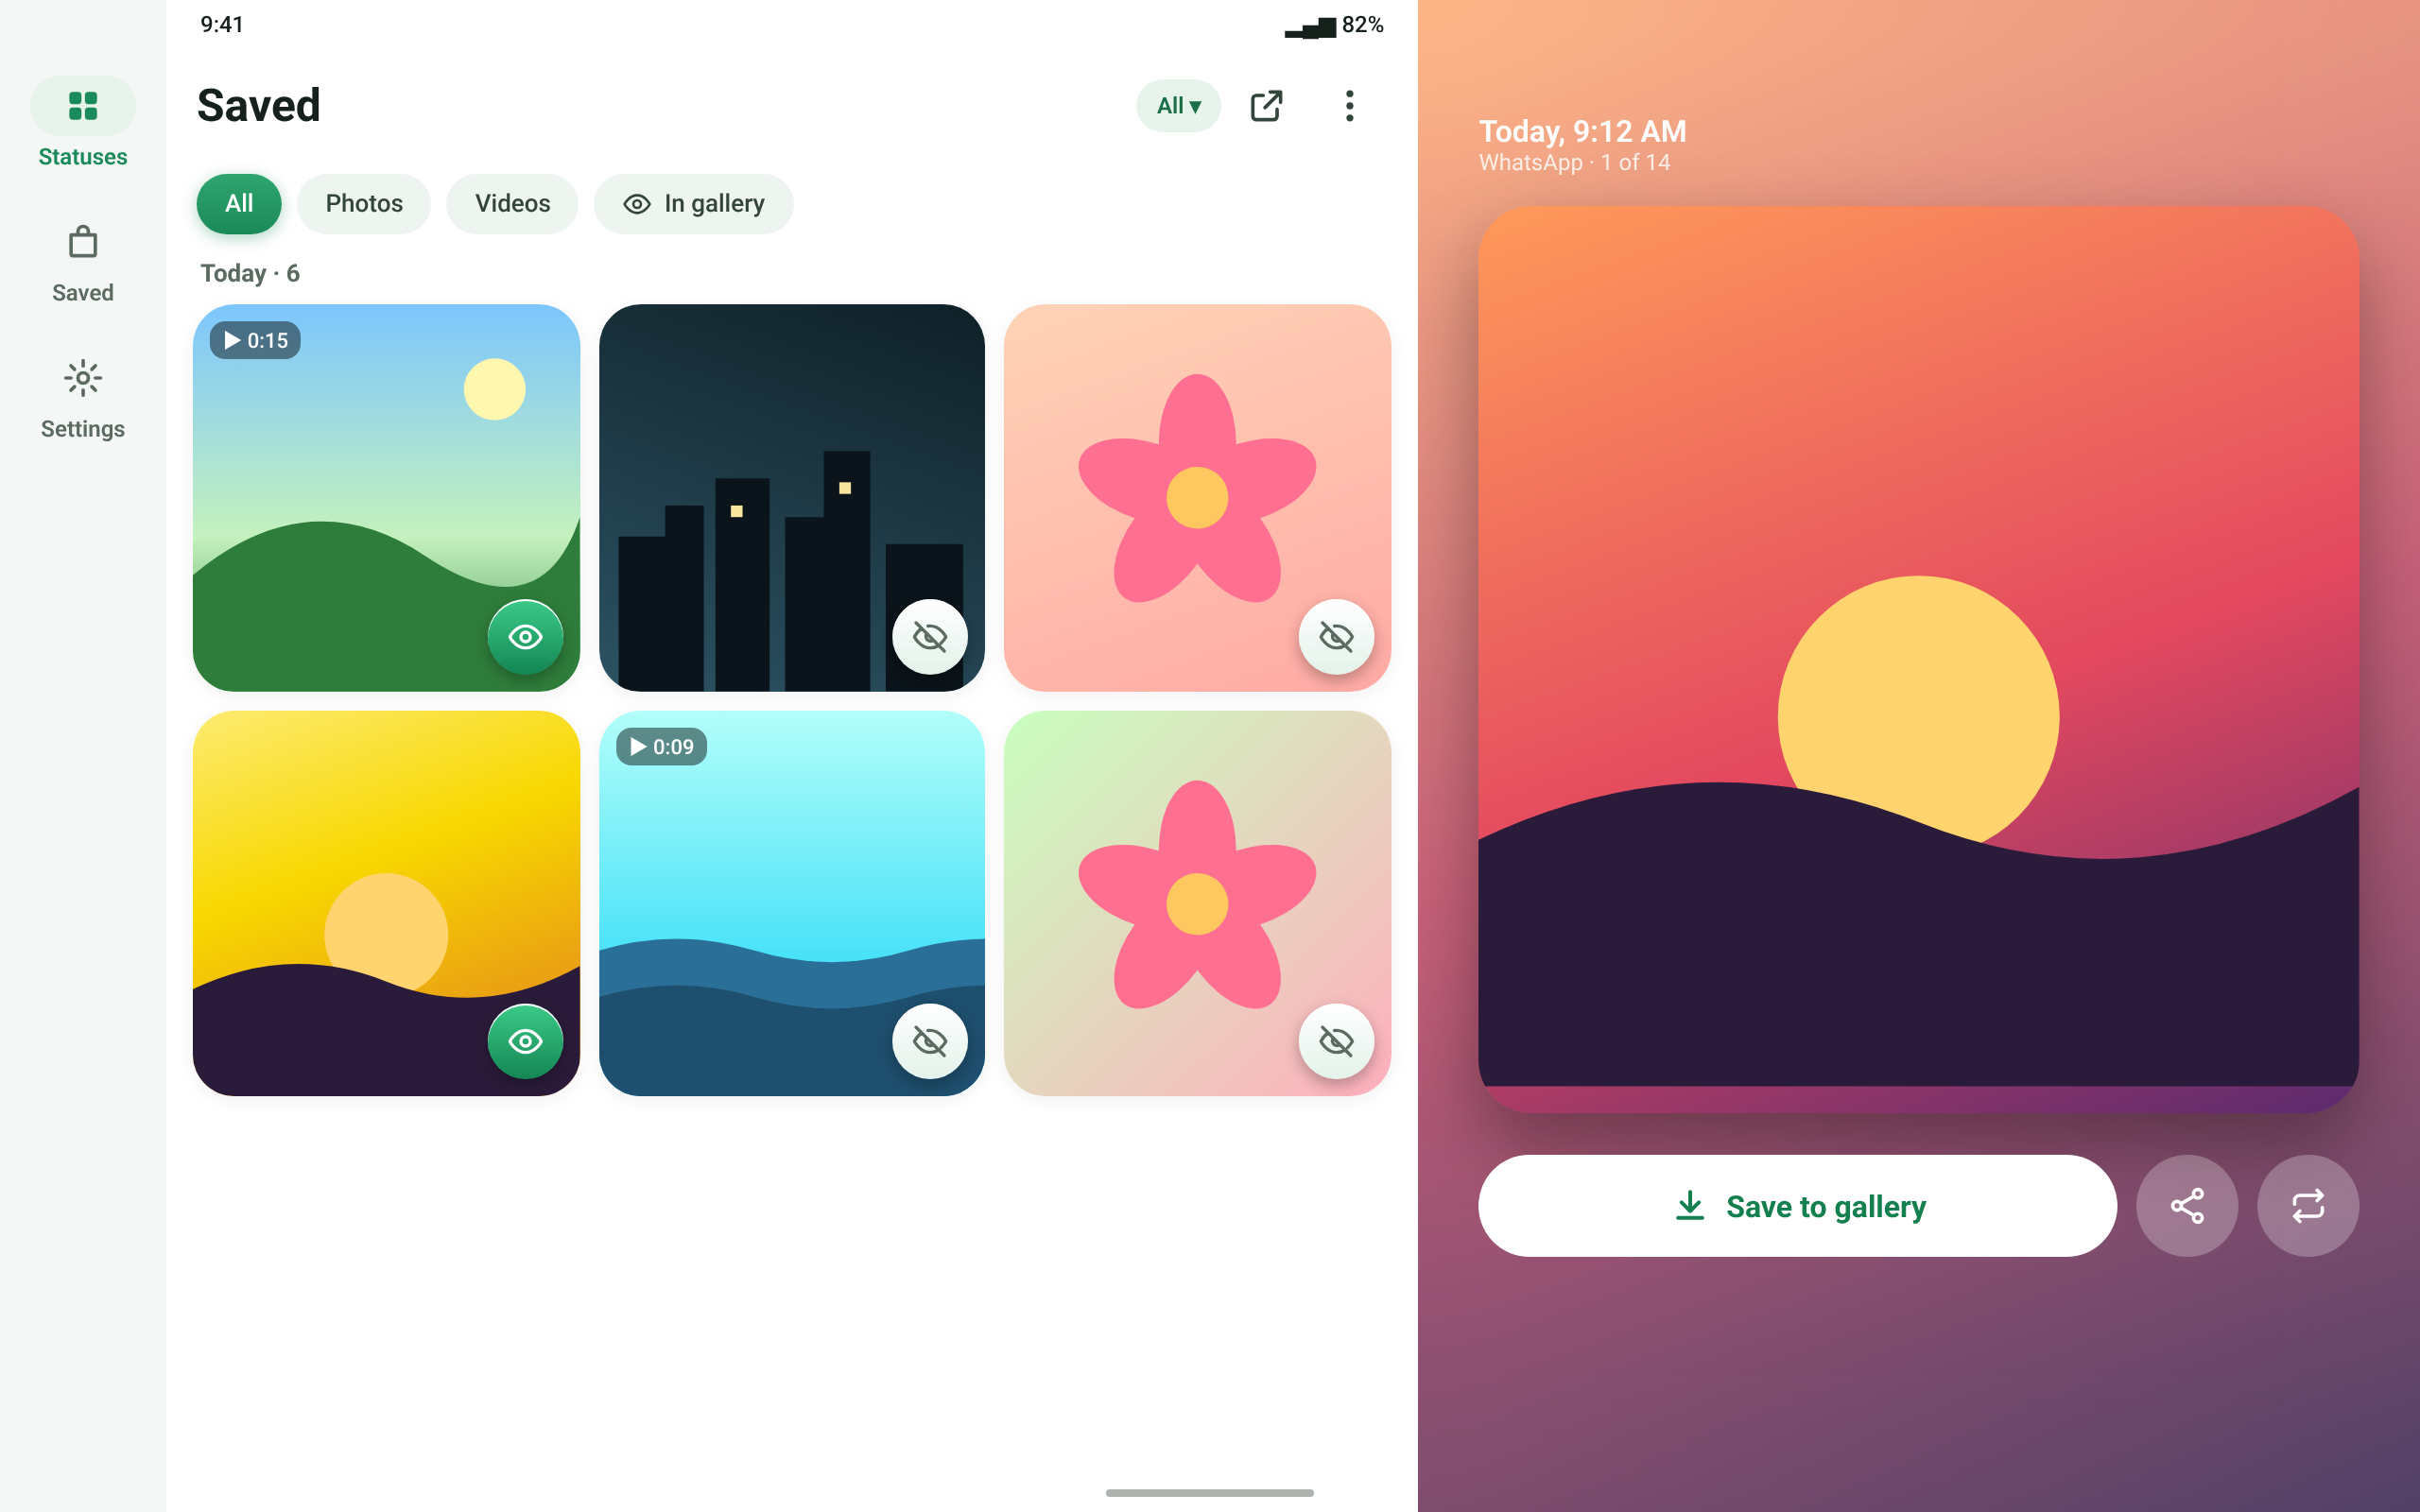 9:41
82%
Statuses
Saved
Settings
Saved
All ▾
All
Photos
Videos
In gallery
Today · 6
0:15
0:09
Today, 9:12 AM
WhatsApp · 1 of 14
Save to gallery